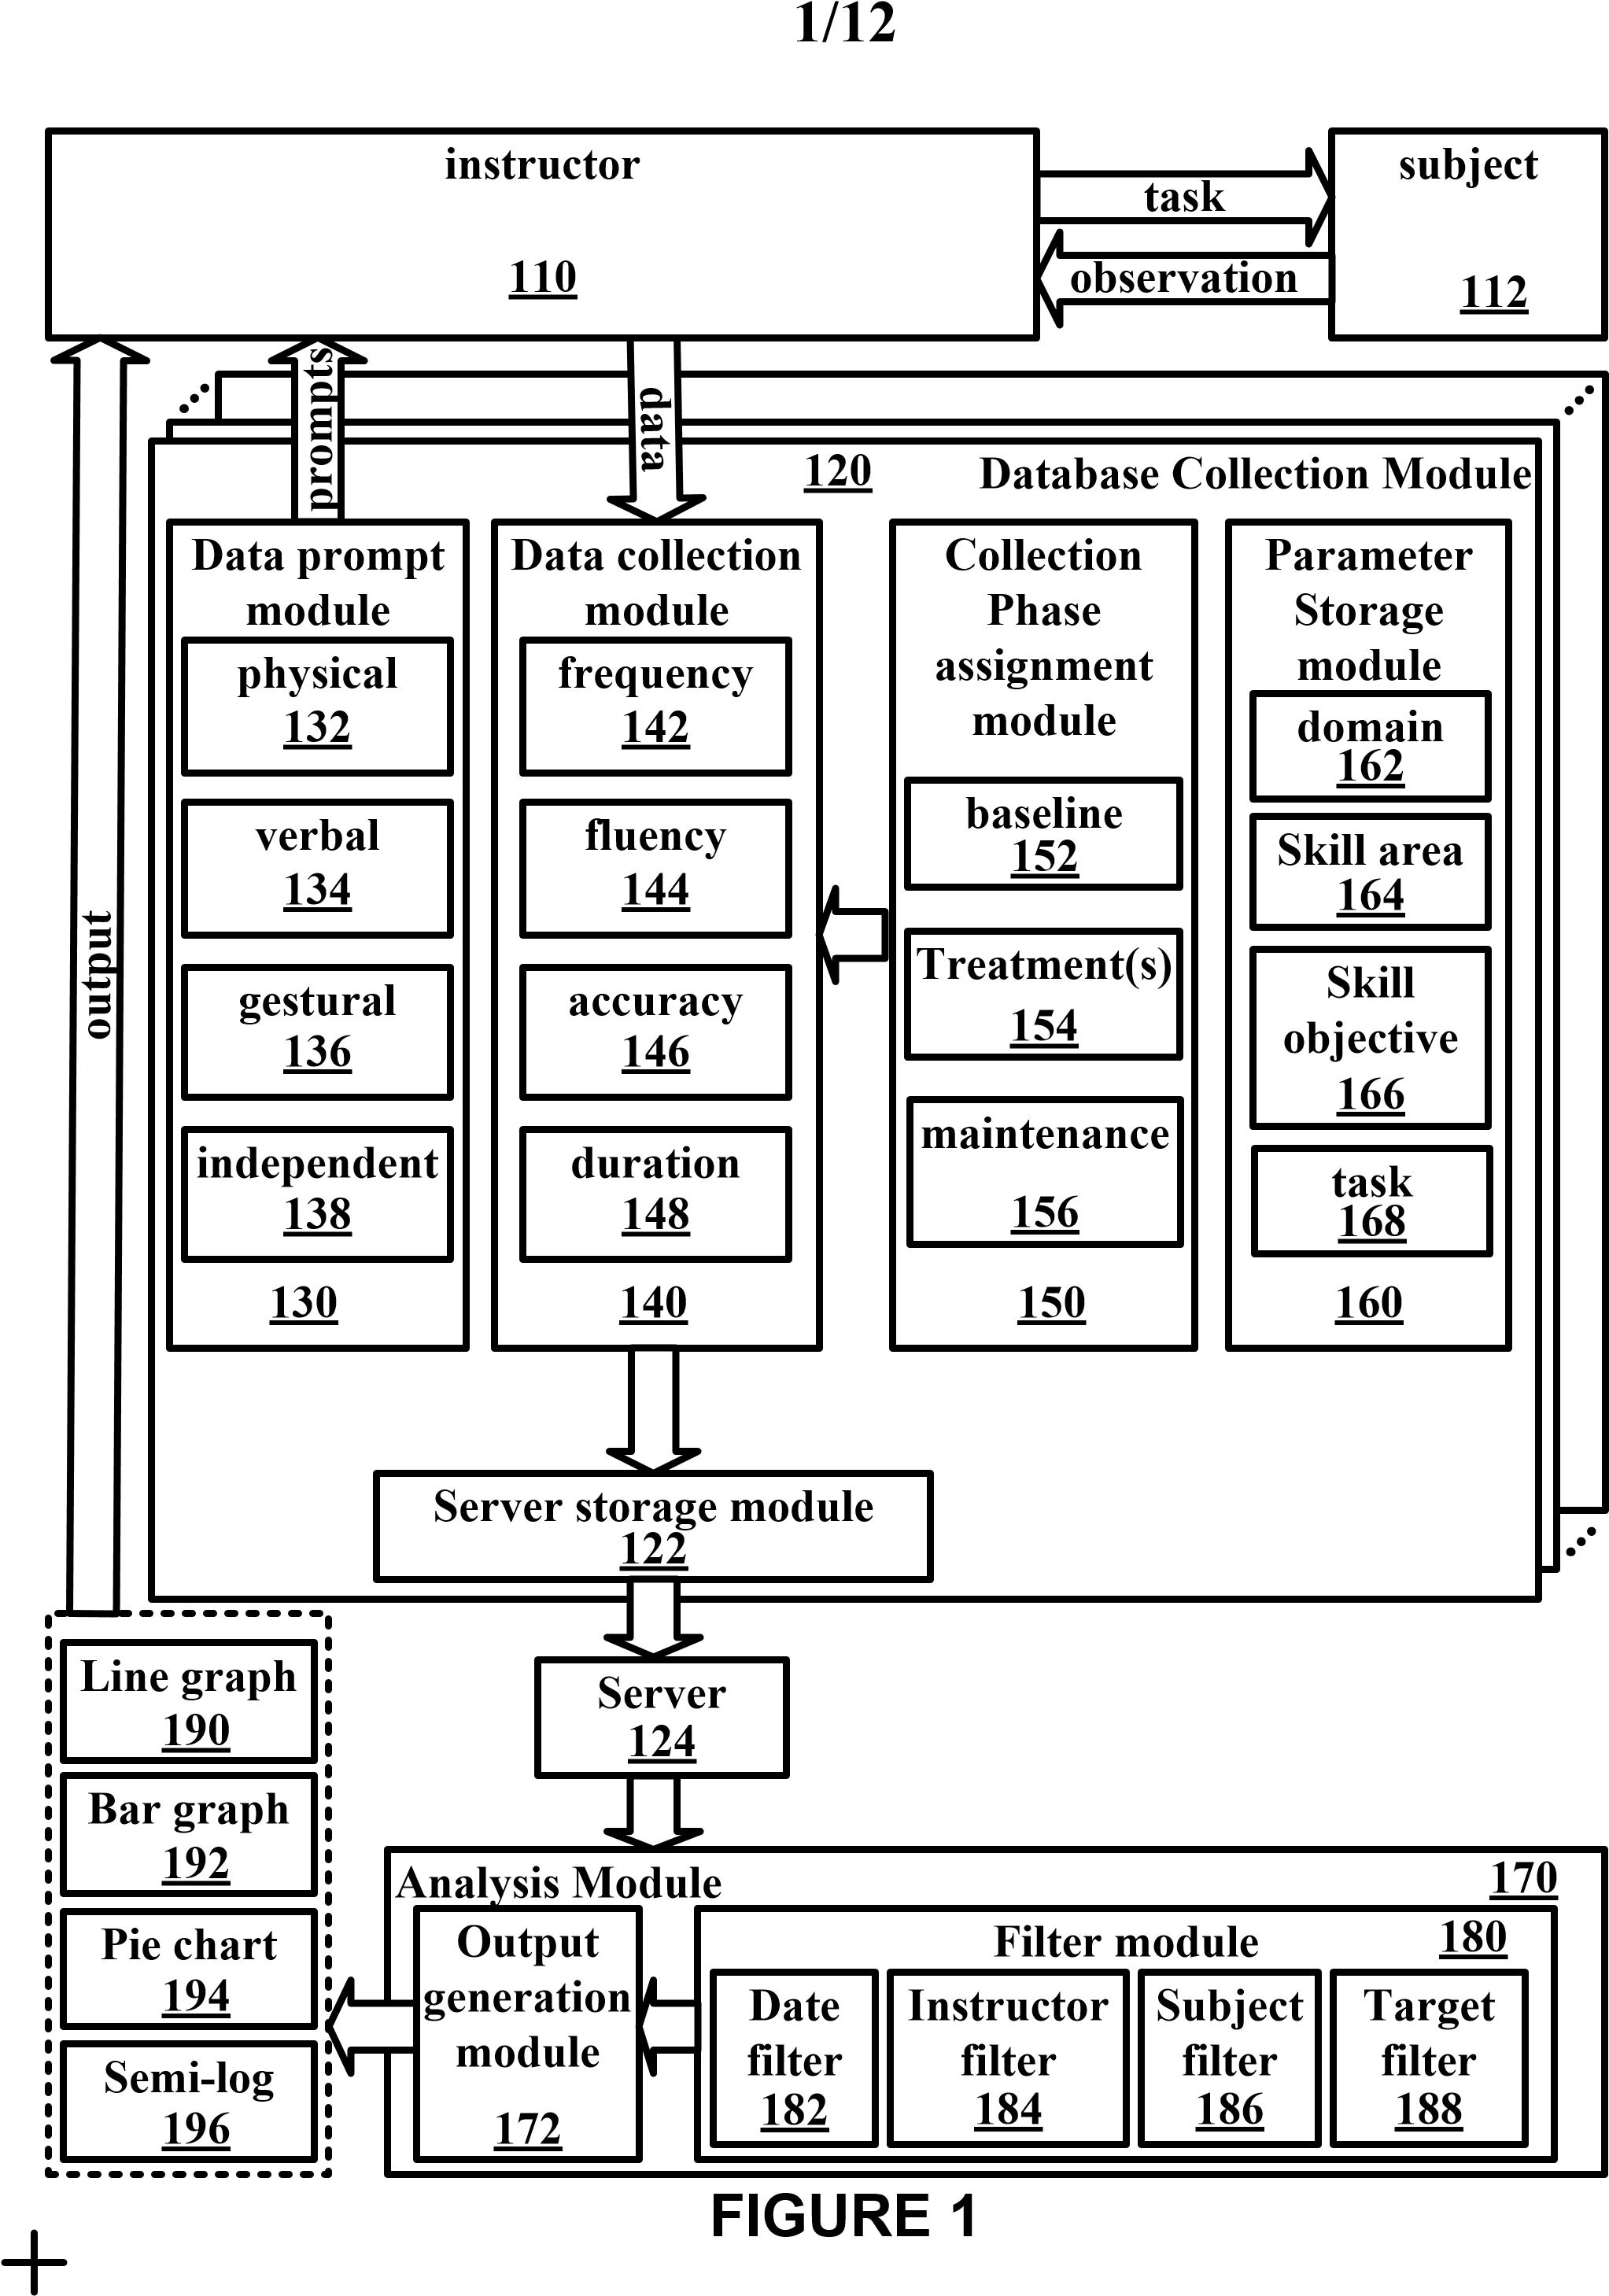 1/12
instructor
110
task
observation
subject
112
prompts
data
output
120
Database Collection Module
Data prompt
module
physical
132
verbal
134
gestural
136
independent
138
130
Data collection
module
frequency
142
fluency
144
accuracy
146
duration
148
140
Collection
Phase
assignment
module
baseline
152
Treatment(s)
154
maintenance
156
150
Parameter
Storage
module
domain
162
Skill area
164
Skill
objective
166
task
168
160
Server storage module
122
Server
124
Line graph
190
Bar graph
192
Pie chart
194
Semi-log
196
Analysis Module
170
Output
generation
module
172
Filter module
180
Date
filter
182
Instructor
filter
184
Subject
filter
186
Target
filter
188
FIGURE 1